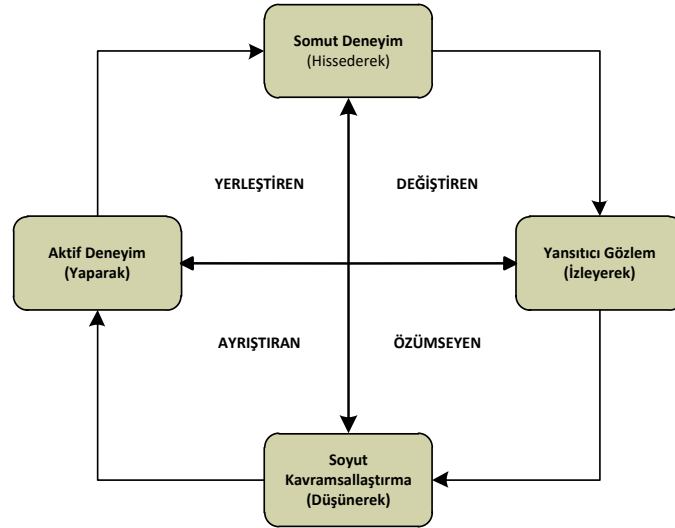 Somut Deneyim
(Hissederek)
YERLEŞTİREN
DEĞİŞTİREN
Aktif Deneyim
(Yaparak)
Yansıtıcı Gözlem
(İzleyerek)
AYRIŞTIRAN
ÖZÜMSEYEN
Soyut
Kavramsallaştırma
(Düşünerek)